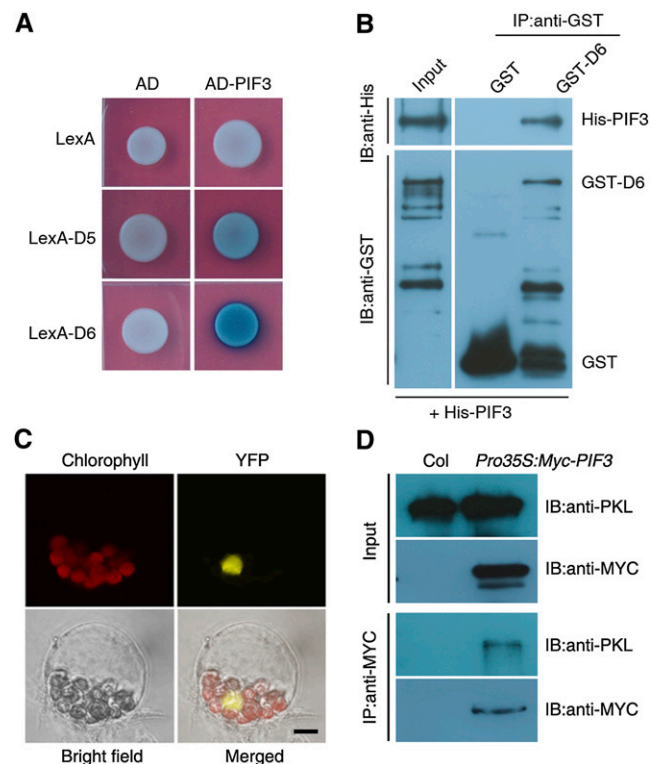 A
AD AD-PIF3
LexA
LexA-D5
LexA-D6
B
IP:anti-GST
Input GST GST-D6
IB:anti-His
His-PIF3
IB:anti-GST
GST-D6
GST
+ His-PIF3
C
Chlorophyll YFP
Bright field Merged
D
Col Pro35S:Myc-PIF3
Input
IB:anti-PKL
IB:anti-MYC
IP:anti-MYC
IB:anti-PKL
IB:anti-MYC